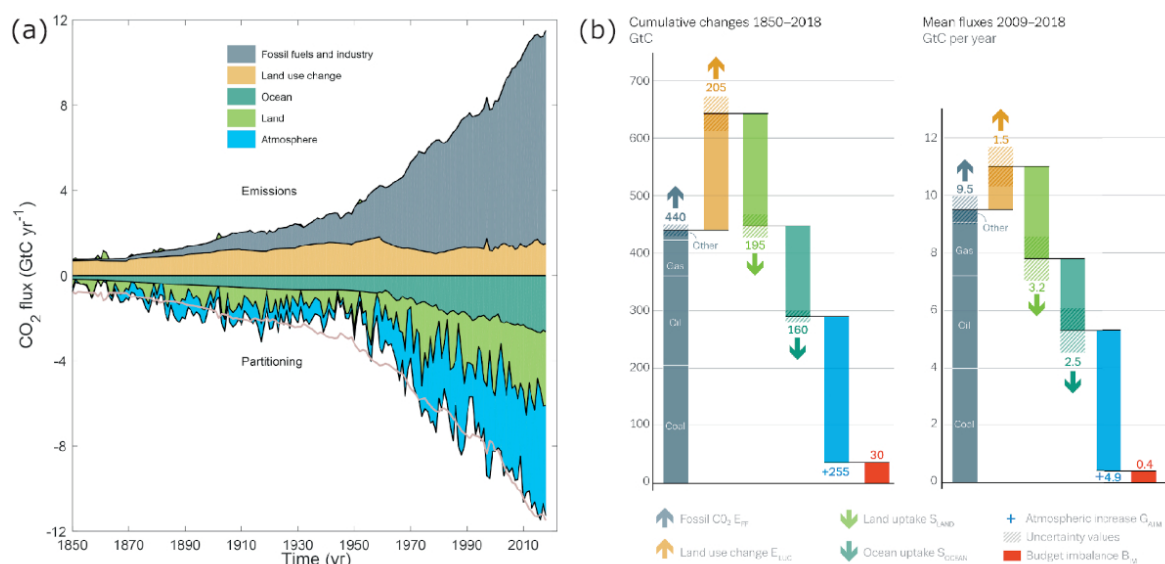 (a)
Fossil fuels and industry
Land use change
Ocean
Land
Atmosphere
Emissions
Partitioning
CO2 flux (GtC yr-1)
12
8
4
0
-4
-8
-12
1850
1870
1890
1910
1930
1950
1970
1990
2010
Time (yr)
(b)
Cumulative changes 1850–2018
GtC
700
600
500
400
300
200
100
0
440
Other
Gas
Oil
Coal
205
195
160
+255
30
Mean fluxes 2009–2018
GtC per year
12
10
8
6
4
2
0
9.5
Other
Gas
Oil
Coal
1.5
3.2
2.5
+4.9
0.4
Fossil CO2 EFF
Land use change ELUC
Land uptake SLAND
Ocean uptake SOCEAN
+ Atmospheric increase GATM
Uncertainty values
Budget imbalance BIM